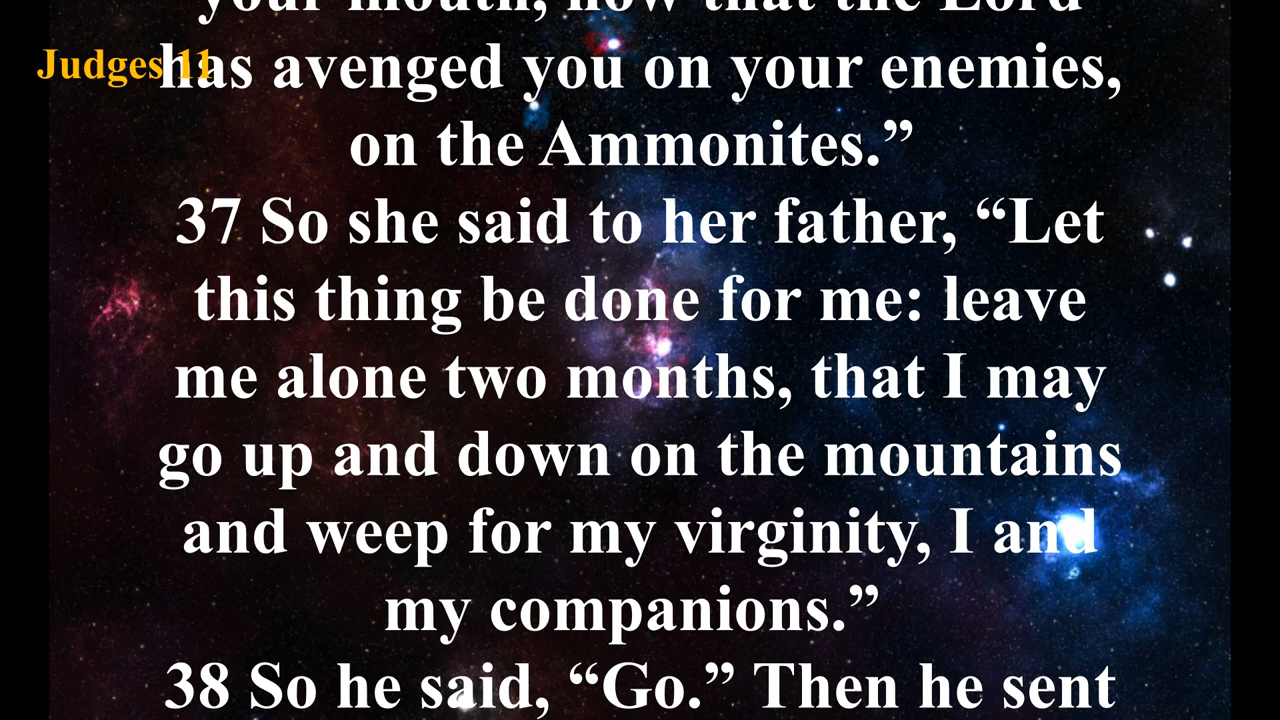 your mouth, now that the Lord
Judges 11
has avenged you on your enemies,
on the Ammonites.”
37 So she said to her father, “Let
this thing be done for me: leave
me alone two months, that I may
go up and down on the mountains
and weep for my virginity, I and
my companions.”
38 So he said, “Go.” Then he sent